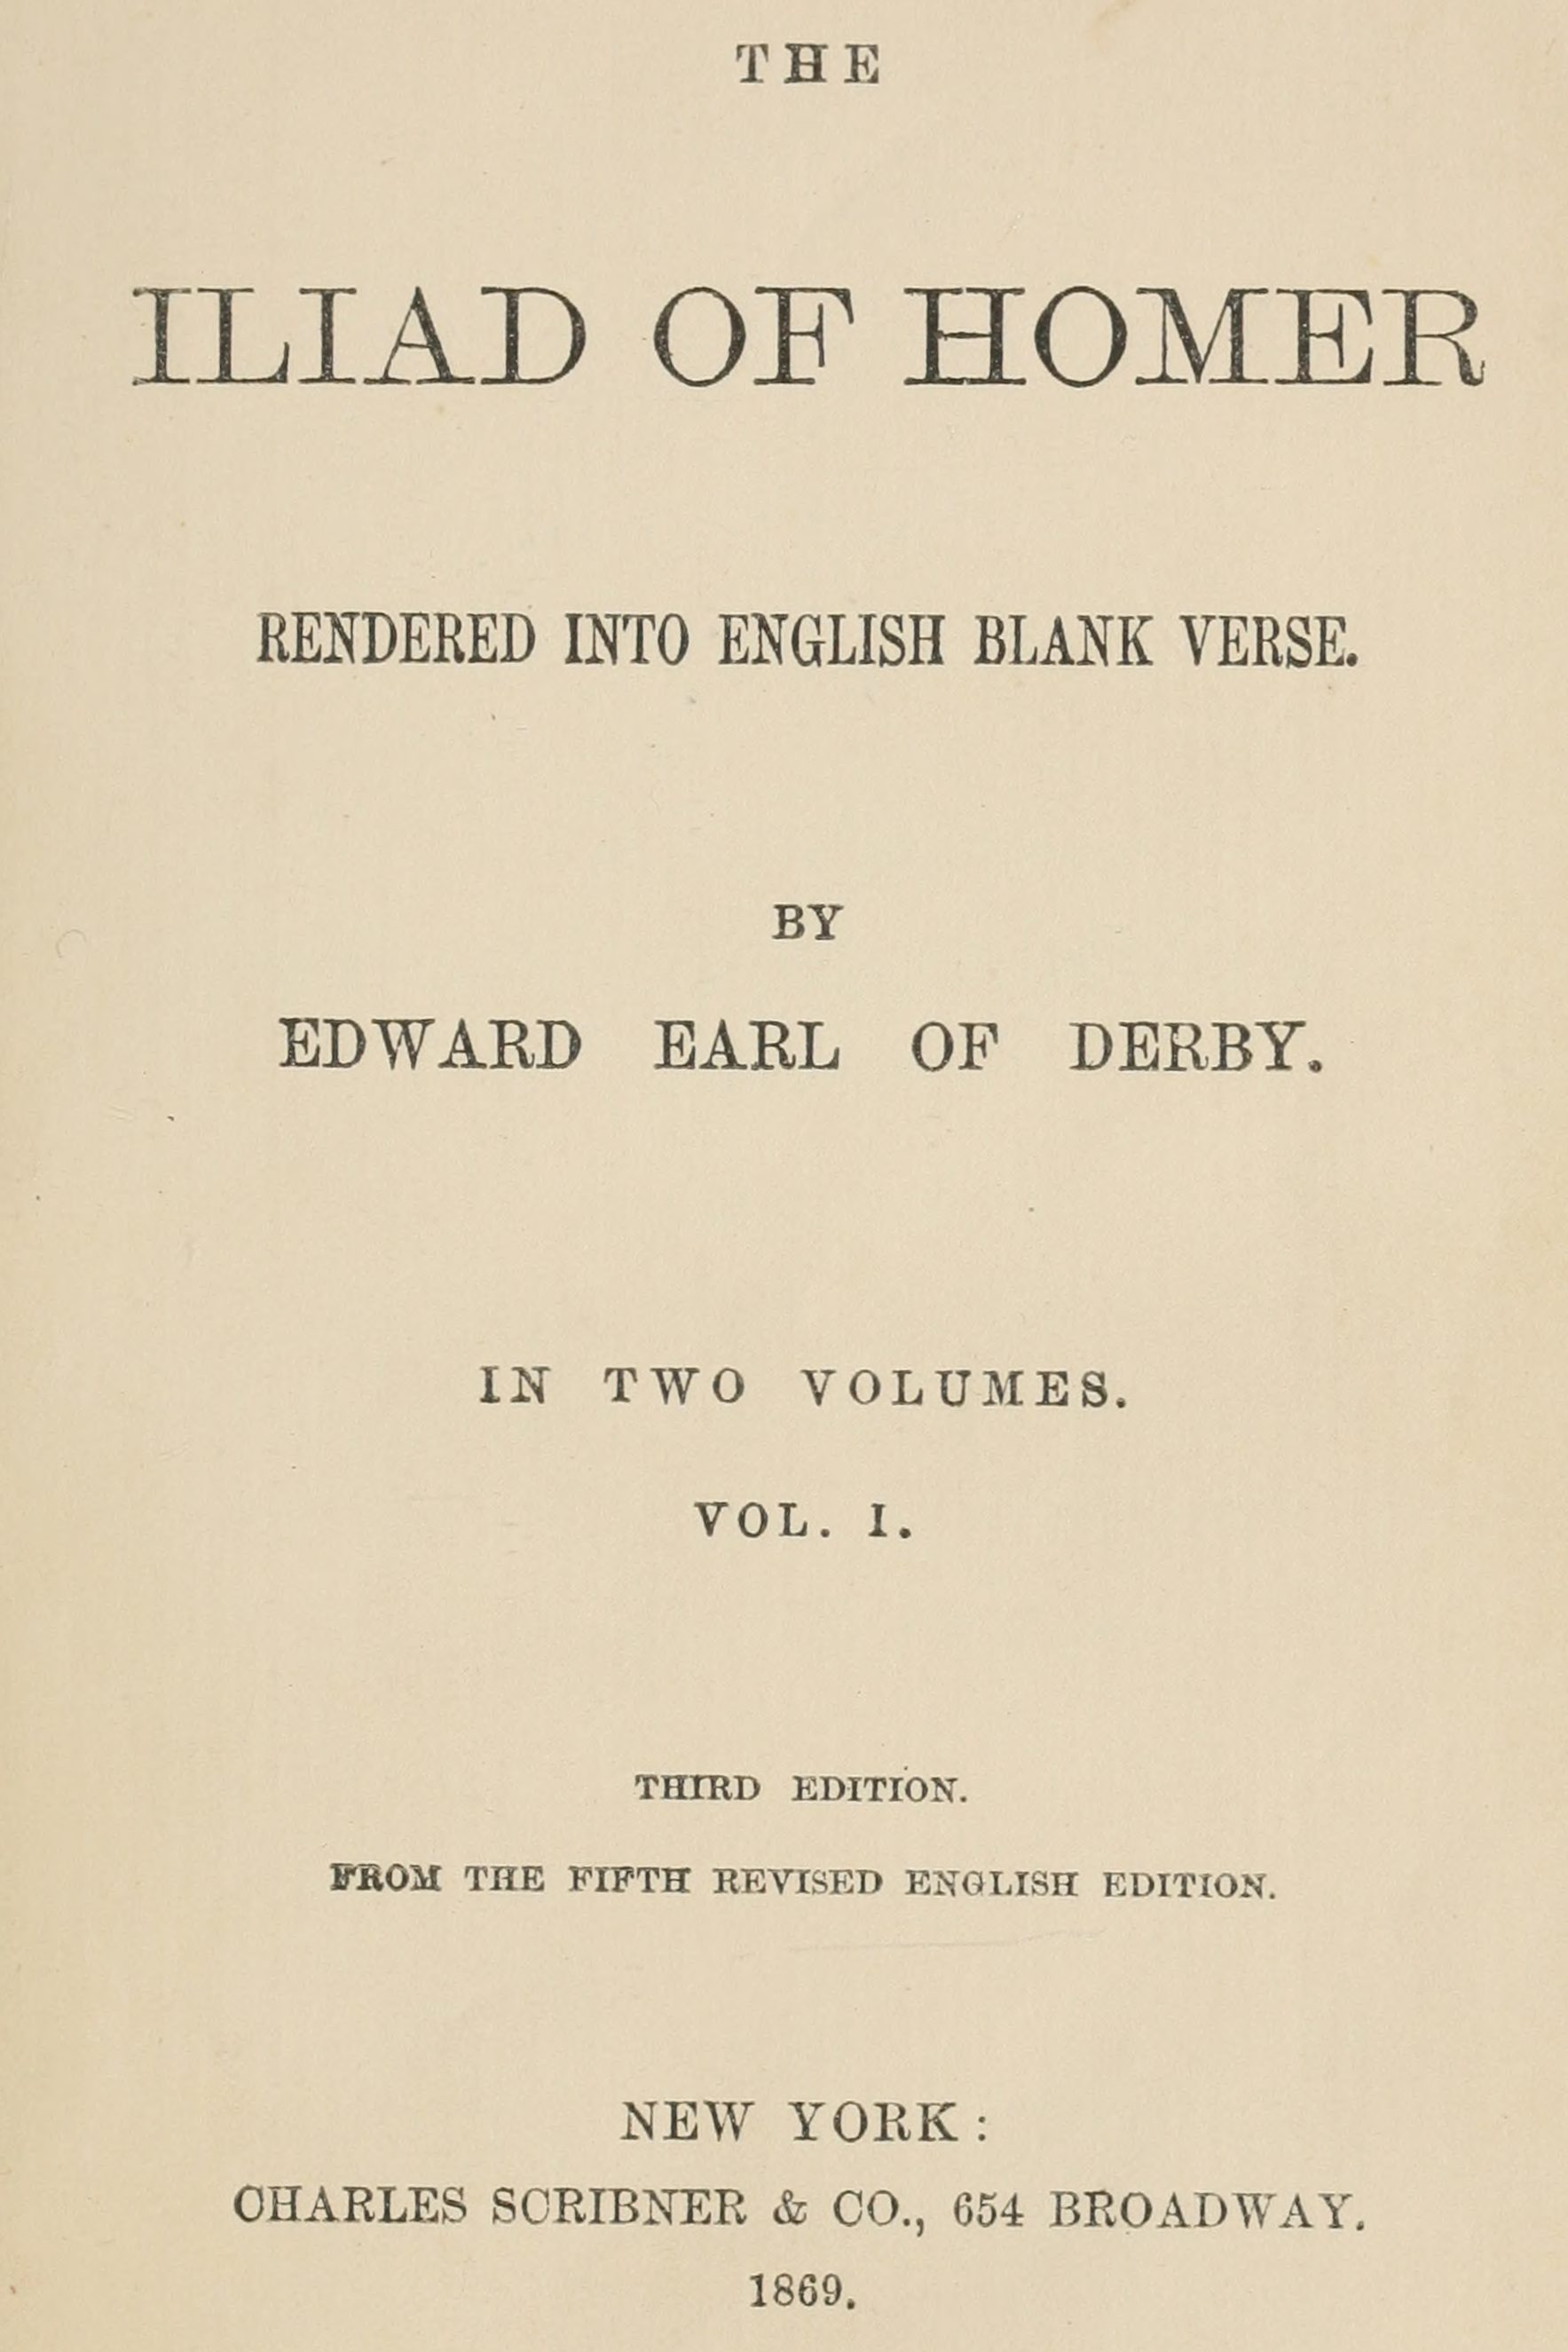 THE
ILIAD OF HOMER
RENDERED INTO ENGLISH BLANK VERSE.
BY
EDWARD EARL OF DERBY.
IN TWO VOLUMES.
VOL. I.
THIRD EDITION.
FROM THE FIFTH REVISED ENGLISH EDITION.
NEW YORK:
CHARLES SCRIBNER & CO., 654 BROADWAY.
1869.